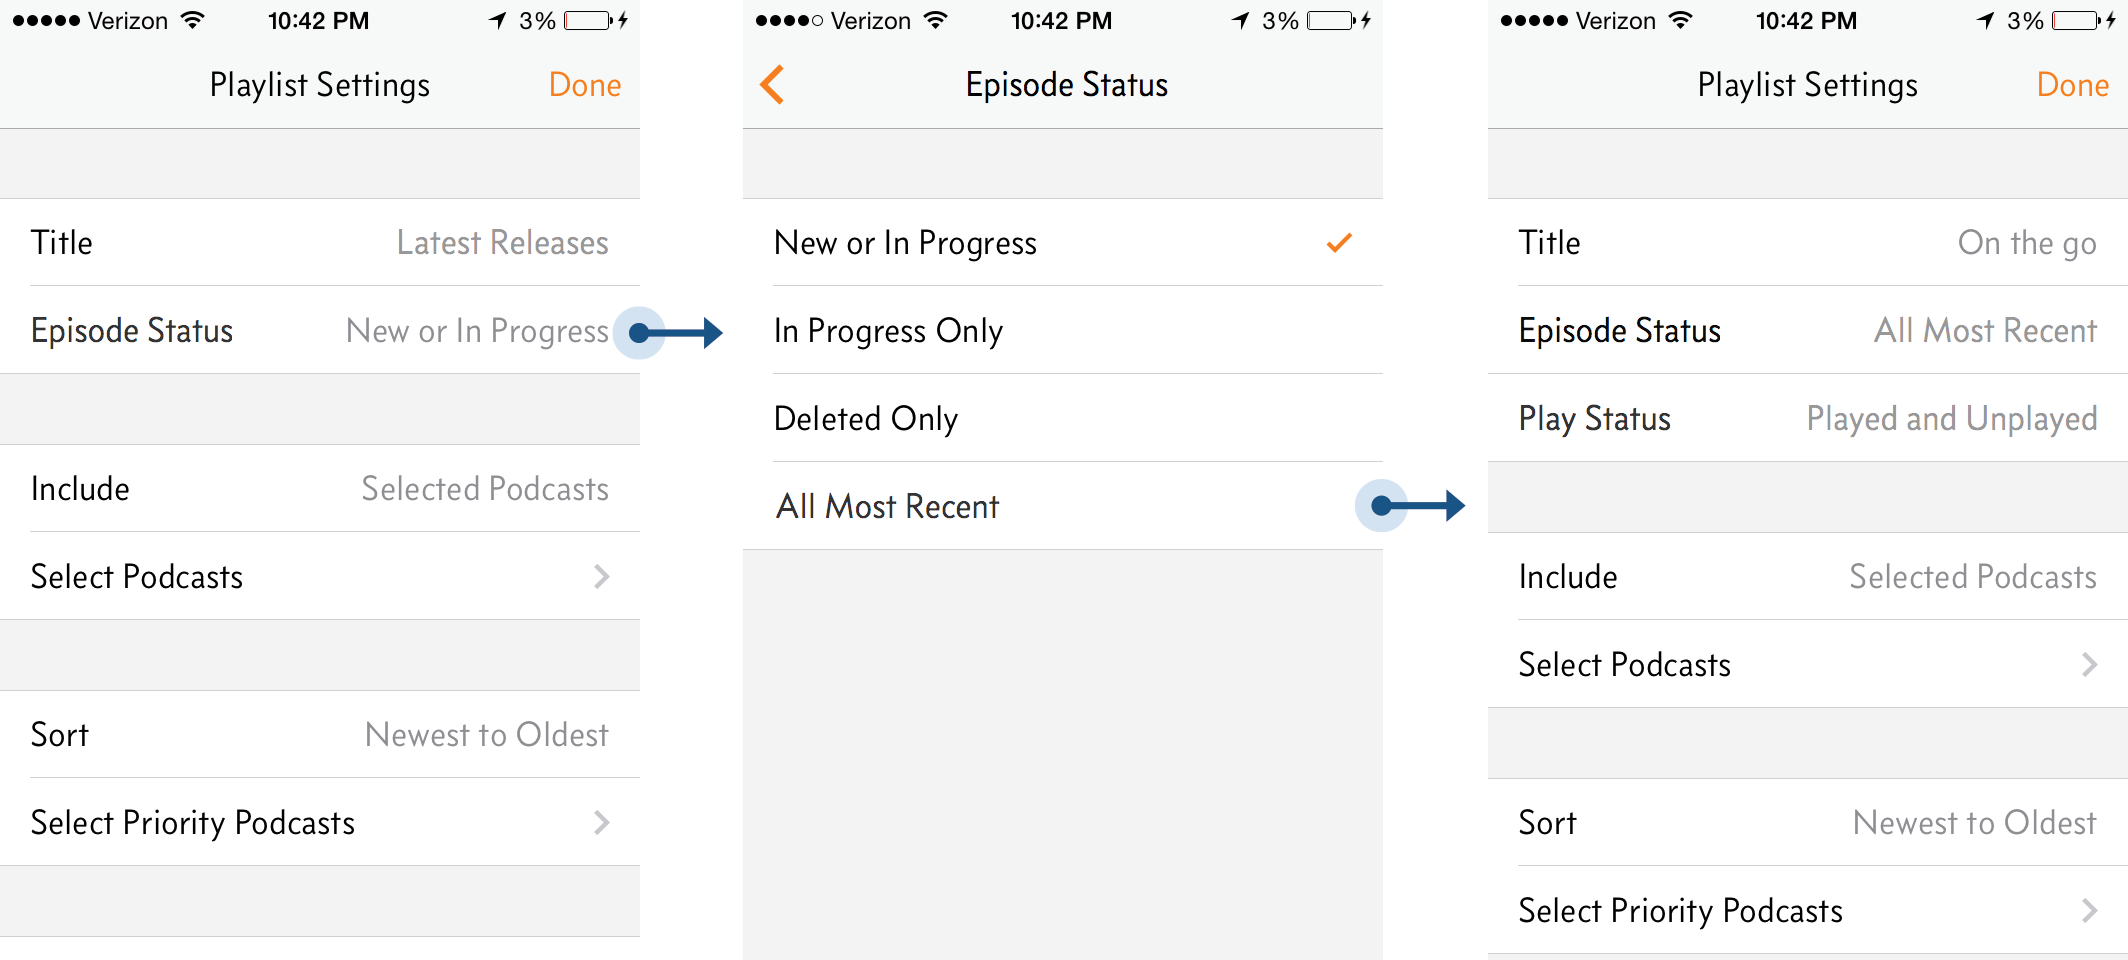 Verizon 10:42 PM 3%
Playlist Settings Done
Title Latest Releases
Episode Status New or In Progress
Include Selected Podcasts
Select Podcasts
Sort Newest to Oldest
Select Priority Podcasts
Verizon 10:42 PM 3%
Episode Status
New or In Progress
In Progress Only
Deleted Only
All Most Recent
Verizon 10:42 PM 3%
Playlist Settings Done
Title On the go
Episode Status All Most Recent
Play Status Played and Unplayed
Include Selected Podcasts
Select Podcasts
Sort Newest to Oldest
Select Priority Podcasts